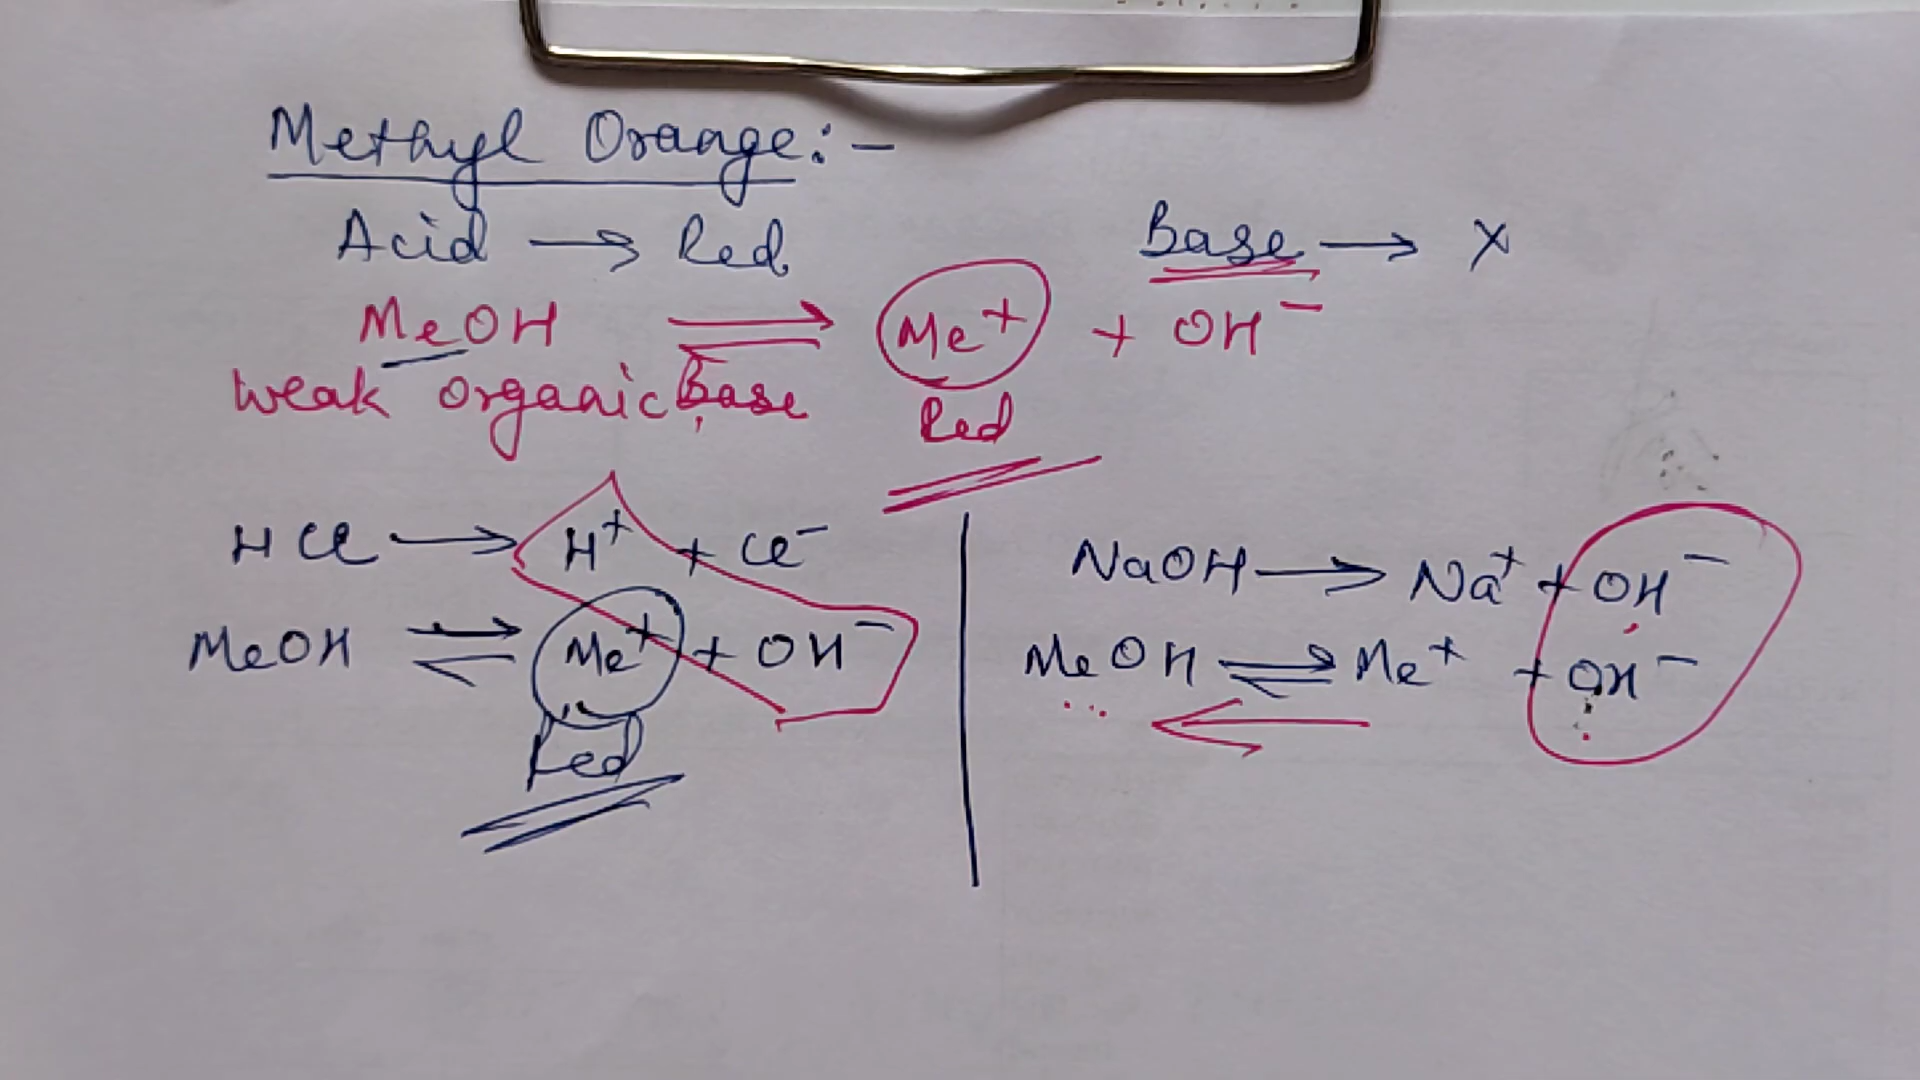 Methyl Orange:-
Acid → Red Base → X
MeOH ⇌ Me⁺ + OH⁻
Weak organic Base Red
HCl → H⁺ + Cl⁻
MeOH ⇌ Me⁺ + OH⁻
Red
NaOH → Na⁺ + OH⁻
MeOH ⇌ Me⁺ + OH⁻
←